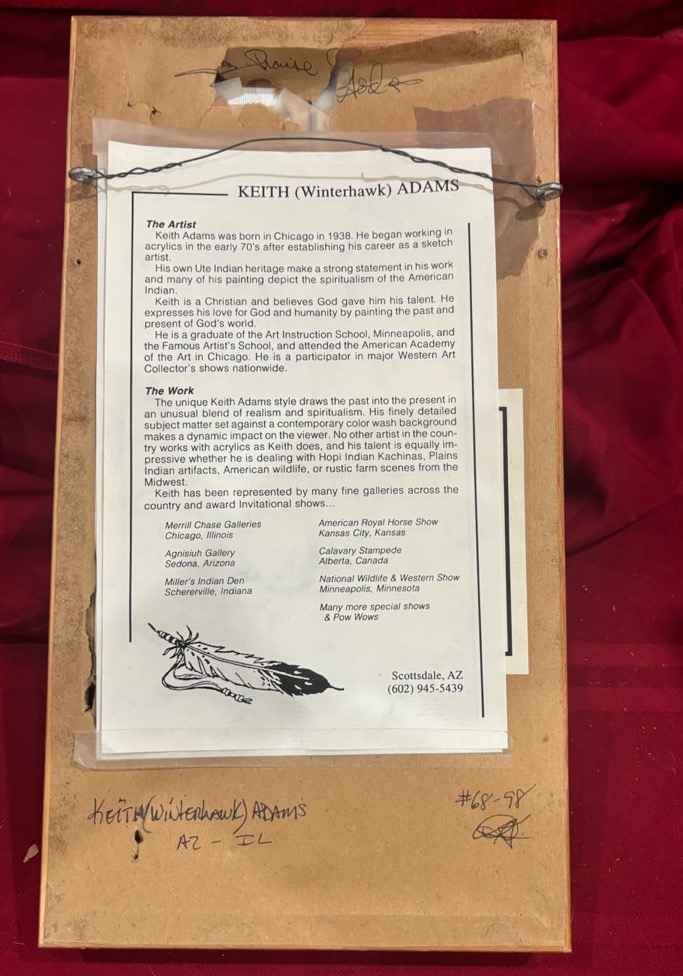 Praise
KEITH (Winterhawk) ADAMS
The Artist
Keith Adams was born in Chicago in 1938. He began working in
acrylics in the early 70's after establishing his career as a sketch
artist.
His own Ute Indian heritage make a strong statement in his work
and many of his painting depict the spiritualism of the American
Indian.
Keith is a Christian and believes God gave him his talent. He
expresses his love for God and humanity by painting the past and
present of God's world.
He is a graduate of the Art Instruction School, Minneapolis, and
the Famous Artist's School, and attended the American Academy
of the Art in Chicago. He is a participator in major Western Art
Collector's shows nationwide.
The Work
The unique Keith Adams style draws the past into the present in
an unusual blend of realism and spiritualism. His finely detailed
subject matter set against a contemporary color wash background
makes a dynamic impact on the viewer. No other artist in the coun-
try works with acrylics as Keith does, and his talent is equally im-
pressive whether he is dealing with Hopi Indian Kachinas, Plains
Indian artifacts, American wildlife, or rustic farm scenes from the
Midwest.
Keith has been represented by many fine galleries across the
country and award Invitational shows...
Merrill Chase Galleries
Chicago, Illinois
Agnisiuh Gallery
Sedona, Arizona
Miller's Indian Den
Schererville, Indiana
American Royal Horse Show
Kansas City, Kansas
Calavary Stampede
Alberta, Canada
National Wildlife & Western Show
Minneapolis, Minnesota
Many more special shows
& Pow Wows
Scottsdale, AZ
(602) 945-5439
KEITH (WINTERHAWK) ADAMS
AZ - IL
#68-98